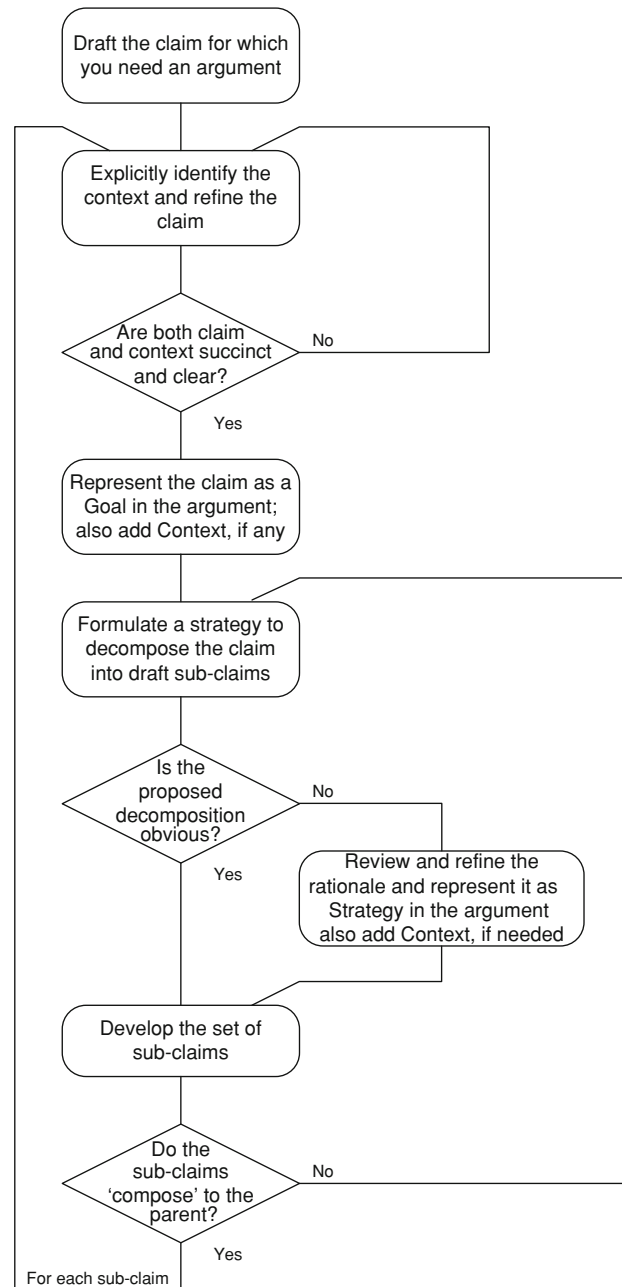 Draft the claim for which
you need an argument
Explicitly identify the
context and refine the
claim
Are both claim
and context succinct
and clear?
No
Yes
Represent the claim as a
Goal in the argument;
also add Context, if any
Formulate a strategy to
decompose the claim
into draft sub-claims
Is the
proposed
decomposition
obvious?
No
Yes
Review and refine the
rationale and represent it as
Strategy in the argument
also add Context, if needed
Develop the set of
sub-claims
Do the
sub-claims
‘compose’ to the
parent?
No
Yes
For each sub-claim